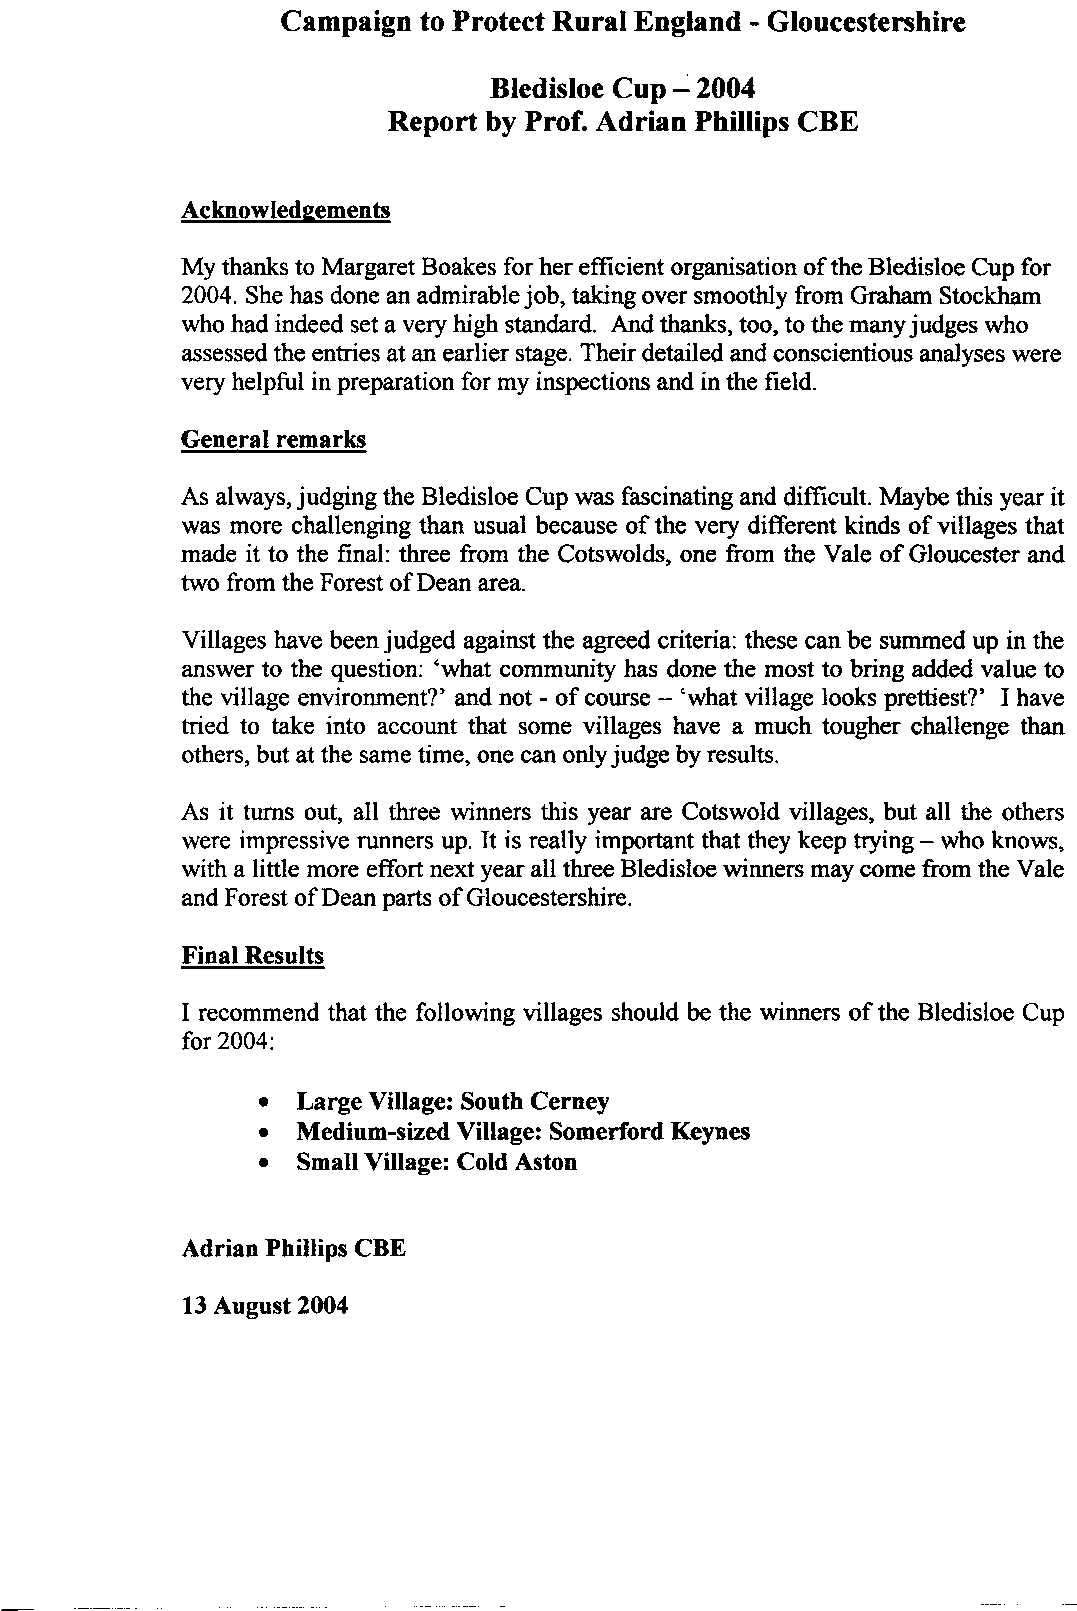 Campaign to Protect Rural England - Gloucestershire
Bledisloe Cup – 2004
Report by Prof. Adrian Phillips CBE
Acknowledgements
My thanks to Margaret Boakes for her efficient organisation of the Bledisloe Cup for
2004. She has done an admirable job, taking over smoothly from Graham Stockham
who had indeed set a very high standard. And thanks, too, to the many judges who
assessed the entries at an earlier stage. Their detailed and conscientious analyses were
very helpful in preparation for my inspections and in the field.
General remarks
As always, judging the Bledisloe Cup was fascinating and difficult. Maybe this year it
was more challenging than usual because of the very different kinds of villages that
made it to the final: three from the Cotswolds, one from the Vale of Gloucester and
two from the Forest of Dean area.
Villages have been judged against the agreed criteria: these can be summed up in the
answer to the question: ‘what community has done the most to bring added value to
the village environment?’ and not - of course – ‘what village looks prettiest?’ I have
tried to take into account that some villages have a much tougher challenge than
others, but at the same time, one can only judge by results.
As it turns out, all three winners this year are Cotswold villages, but all the others
were impressive runners up. It is really important that they keep trying – who knows,
with a little more effort next year all three Bledisloe winners may come from the Vale
and Forest of Dean parts of Gloucestershire.
Final Results
I recommend that the following villages should be the winners of the Bledisloe Cup
for 2004:
• Large Village: South Cerney
• Medium-sized Village: Somerford Keynes
• Small Village: Cold Aston
Adrian Phillips CBE
13 August 2004